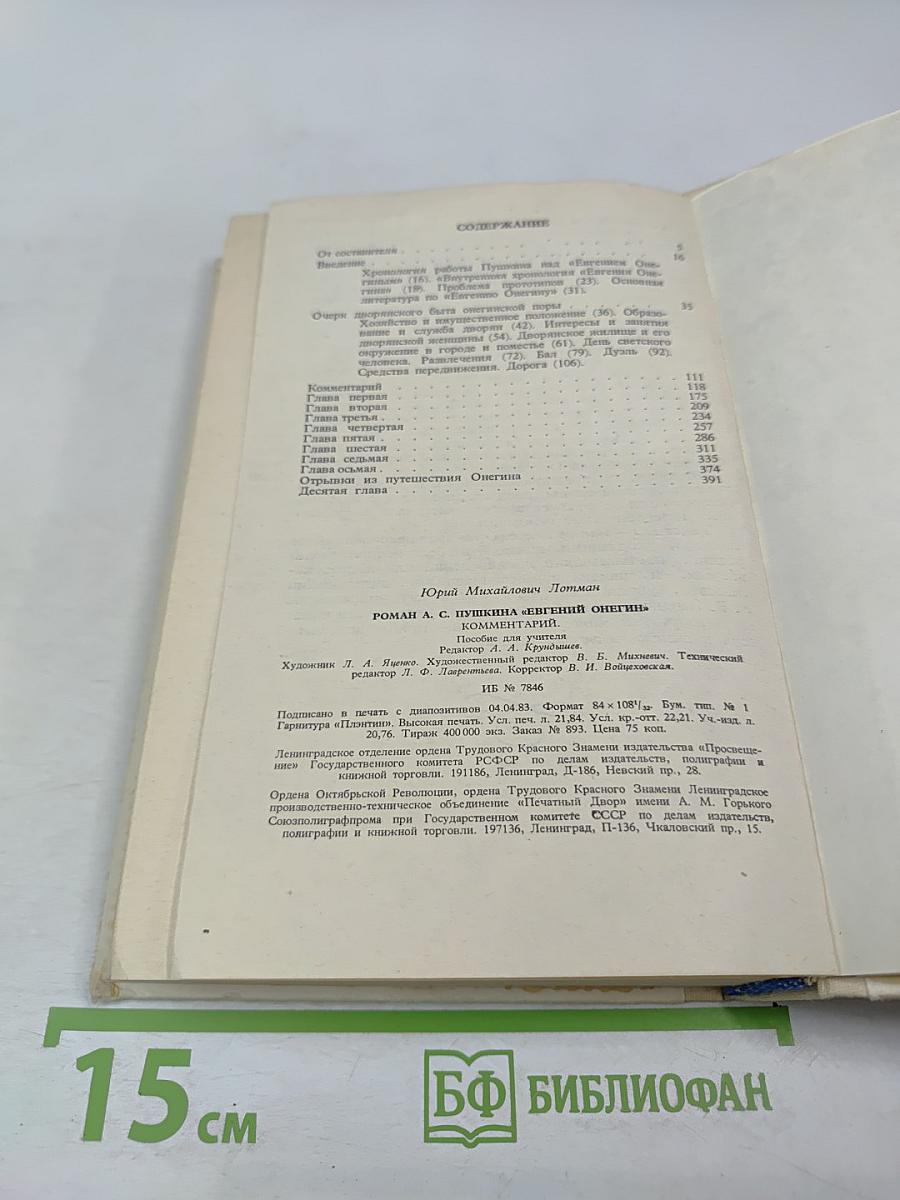 СОДЕРЖАНИЕ
От составителя . . . . . . . . . . . . 5
Введение . . . . . . . . . . . . 16
Хронология работы Пушкина над «Евгением Оне-
гиным» (16). «Внутренняя хронология «Евгения Оне-
гина» (18). Проблема прототипов (23). Основная
литература по «Евгению Онегину» (31).
Очерк дворянского быта онегинской поры . . . . . . 35
Хозяйство и имущественное положение (36). Образо-
вание и служба дворян (42). Интересы и занятия
дворянской женщины (54). Дворянское жилище и его
окружение в городе и поместье (61). День светского
человека. Развлечения (72). Бал (79). Дуэль (92).
Средства передвижения. Дорога (106).
Комментарий . . . . . . . . . . . . 111
Глава первая . . . . . . . . . . . . 118
Глава вторая . . . . . . . . . . . . 175
Глава третья . . . . . . . . . . . . 209
Глава четвертая . . . . . . . . . . . . 234
Глава пятая . . . . . . . . . . . . 257
Глава шестая . . . . . . . . . . . . 286
Глава седьмая . . . . . . . . . . . . 311
Глава осьмая . . . . . . . . . . . . 335
Отрывки из путешествия Онегина . . . . . . . . 374
Десятая глава . . . . . . . . . . . . 391
Юрий Михайлович Лотман
РОМАН А. С. ПУШКИНА «ЕВГЕНИЙ ОНЕГИН»
КОММЕНТАРИЙ.
Пособие для учителя
Редактор А. А. Крундышев.
Художник Л. А. Яценко. Художественный редактор В. Б. Михневич. Технический
редактор Л. Ф. Лаврентьева. Корректор В. И. Войцеховская.
ИБ № 7846
Подписано в печать с диапозитивов 04.04.83. Формат 84×108¹/₃₂. Бум. тип. № 1
Гарнитура «Плэнтин». Высокая печать. Усл. печ. л. 21,84. Усл. кр.-отт. 22,21. Уч.-изд. л.
20,76. Тираж 400 000 экз. Заказ № 893. Цена 75 коп.
Ленинградское отделение ордена Трудового Красного Знамени издательства «Просвеще-
ние» Государственного комитета РСФСР по делам издательств, полиграфии и
книжной торговли. 191186, Ленинград, Д-186, Невский пр., 28.
Ордена Октябрьской Революции, ордена Трудового Красного Знамени Ленинградское
производственно-техническое объединение «Печатный Двор» имени А. М. Горького
Союзполиграфпрома при Государственном комитете СССР по делам издательств,
полиграфии и книжной торговли. 197136, Ленинград, П-136, Чкаловский пр., 15.
15 см
БФ БИБЛИОФАН